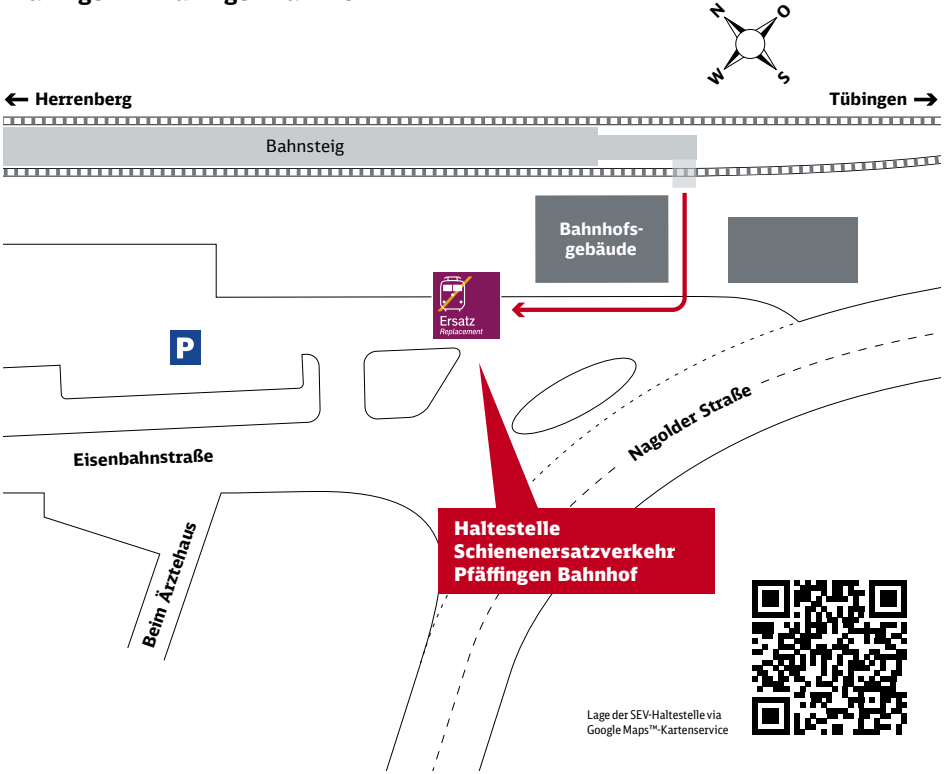 N
O
W
S
Herrenberg
Tübingen
Bahnsteig
Bahnhofs-
gebäude
Ersatz
Replacement
P
Nagolder Straße
Eisenbahnstraße
Haltestelle
Schienenersatzverkehr
Pfäffingen Bahnhof
Beim Ärztehaus
Lage der SEV-Haltestelle via
Google Maps™-Kartenservice